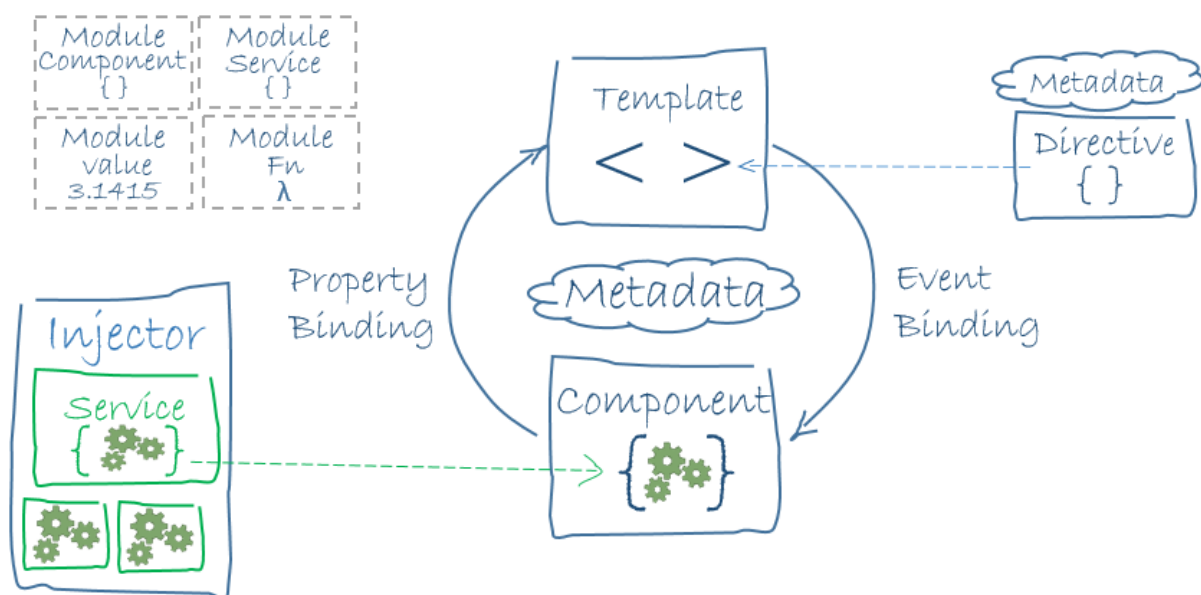 Module
Component
{ }
Module
Service
{ }
Module
value
3.1415
Module
Fn
λ
Template
< >
Metadata
Directive
{ }
Property
Binding
Metadata
Event
Binding
Injector
Service
{ }
Component
{ }